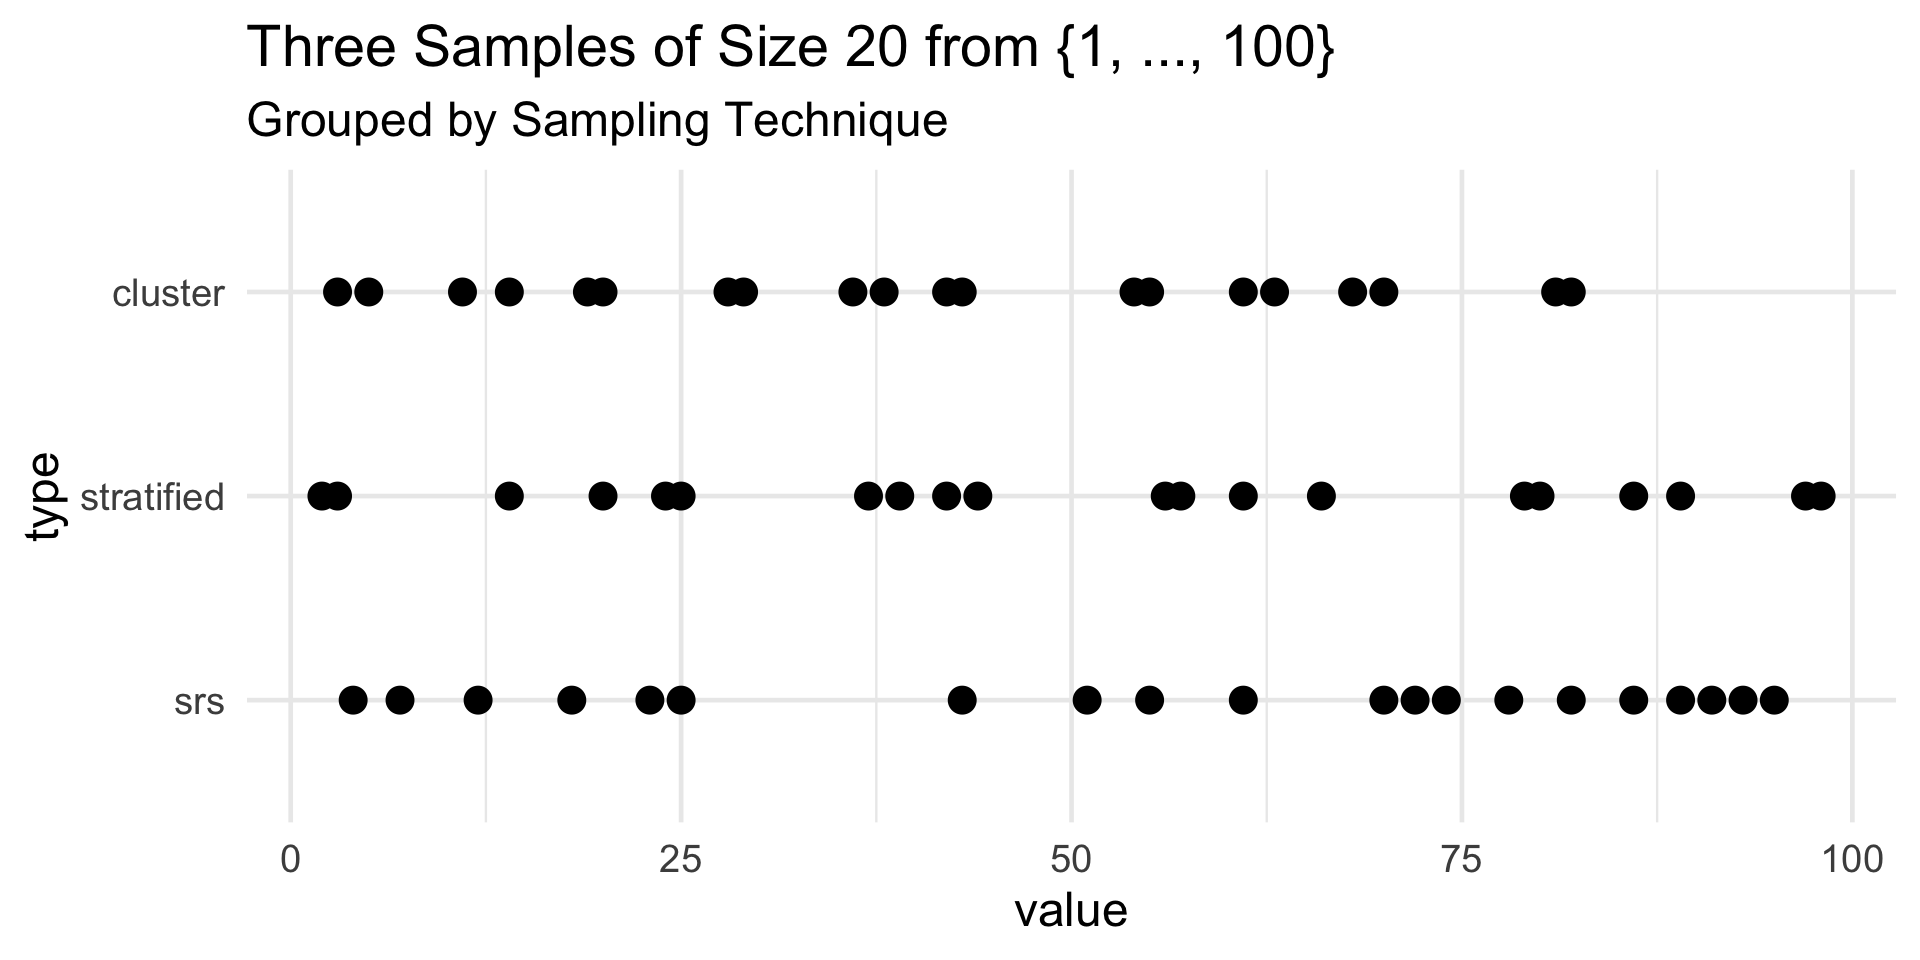 Three Samples of Size 20 from {1, ..., 100}
Grouped by Sampling Technique
type
cluster
stratified
srs
0 25 50 75 100
value